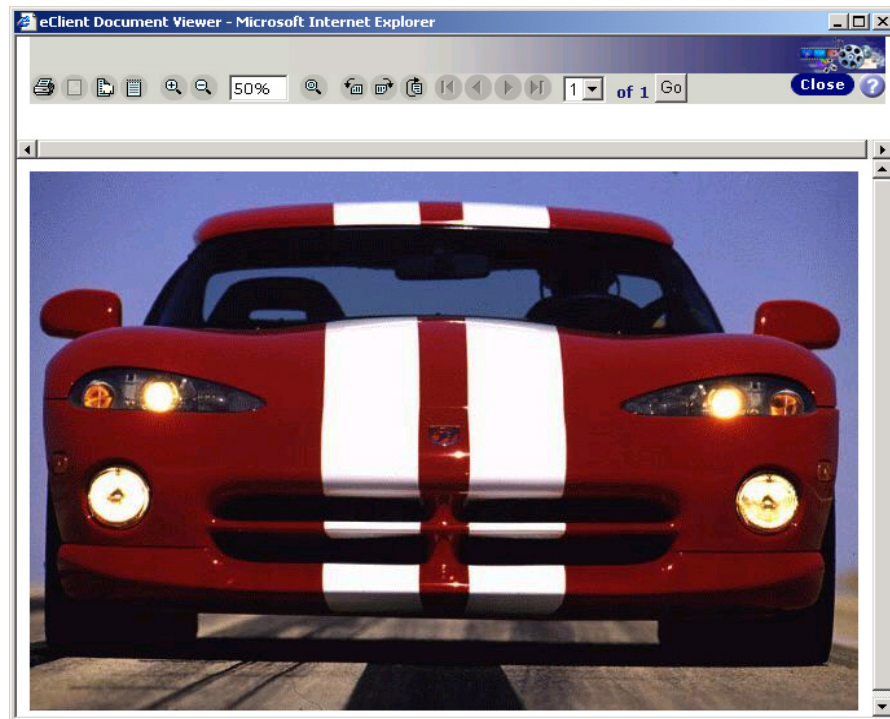 eClient Document Viewer - Microsoft Internet Explorer
50% 1 of 1 Go Close ?